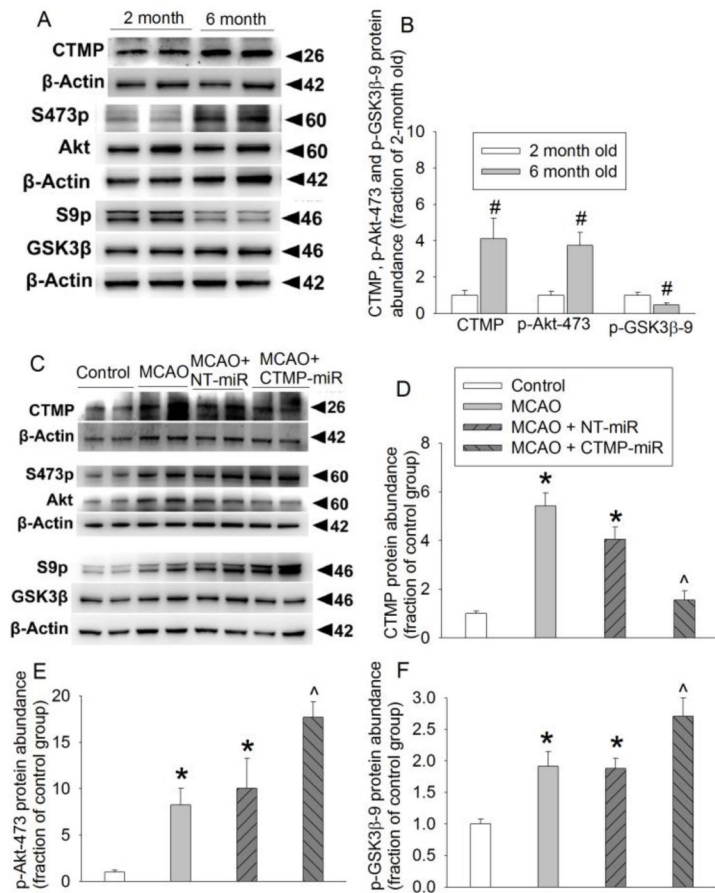 A
2 month 6 month
CTMP 26
β-Actin 42
S473p 60
Akt 60
β-Actin 42
S9p 46
GSK3β 46
β-Actin 42
B
CTMP, p-Akt-473 and p-GSK3β-9 protein
abundance (fraction of 2-month old)
10
8
6
4
2
0
2 month old
6 month old
# # #
CTMP p-Akt-473 p-GSK3β-9
C
Control MCAO MCAO+ NT-miR MCAO+ CTMP-miR
CTMP 26
β-Actin 42
S473p 60
Akt 60
β-Actin 42
S9p 46
GSK3β 46
β-Actin 42
D
Control
MCAO
MCAO + NT-miR
MCAO + CTMP-miR
CTMP protein abundance
(fraction of control group)
8
6
4
2
0
* * ^
E
p-Akt-473 protein abundance
(fraction of control group)
20
15
10
5
0
* * ^
F
p-GSK3β-9 protein abundance
(fraction of control group)
3.0
2.5
2.0
1.5
1.0
0.5
0.0
* * ^